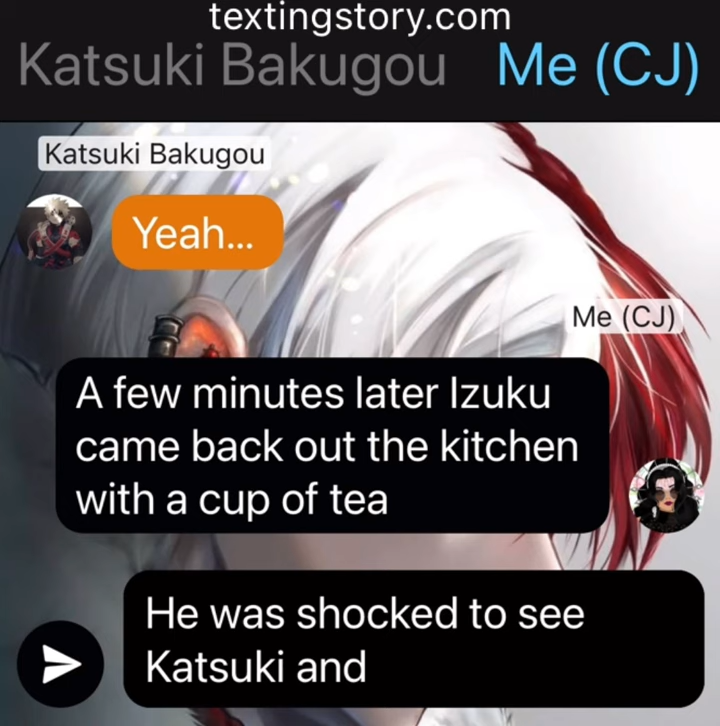 textingstory.com
Katsuki Bakugou Me (CJ)
Katsuki Bakugou
Yeah...
Me (CJ)
A few minutes later Izuku
came back out the kitchen
with a cup of tea
He was shocked to see
Katsuki and